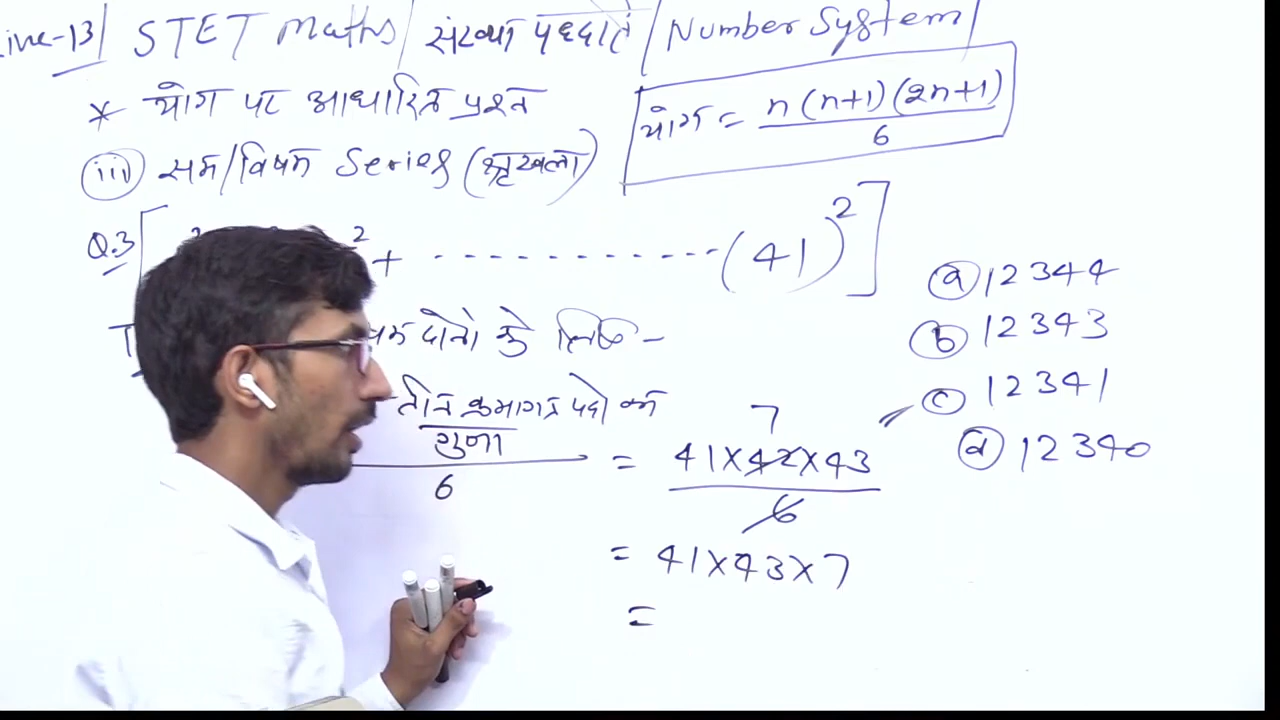 STET Maths/ संख्या पद्धति / Number System/
* योग पर आधारित प्रश्न
योग = n(n+1)(2n+1) / 6
(iii) सम/विषम Series (श्रृंखला)
Q.3 [ ² + ------------ (41)² ]
(a) 12344
(b) 12343
(c) 12341
(d) 12340
दोनो के लिए -
तीन क्रमागत पदो का गुणा / 6
= 41×42×43 / 6
7
= 41×43×7
=